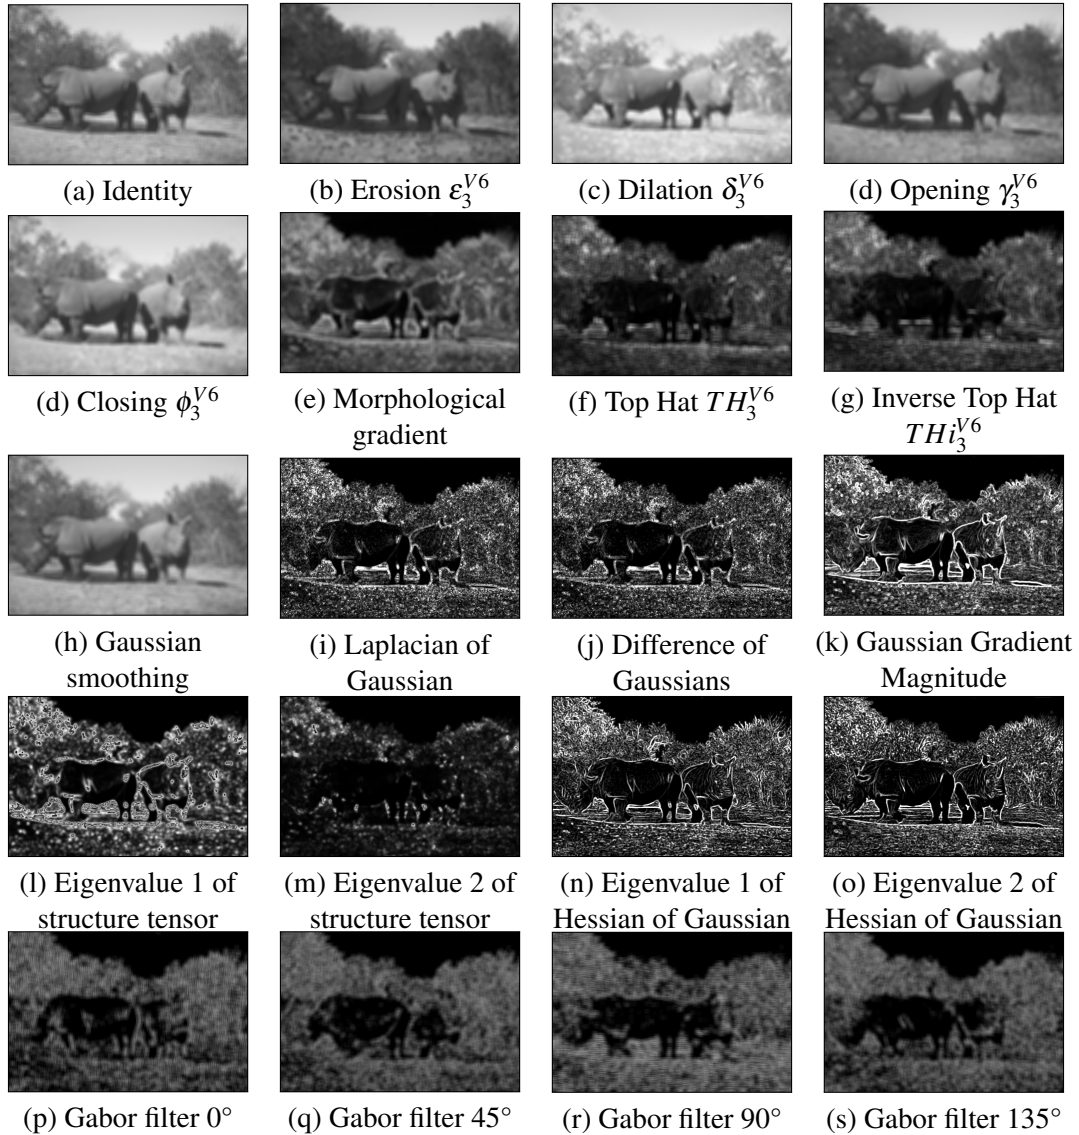 (a) Identity
(b) Erosion ε₃^V6
(c) Dilation δ₃^V6
(d) Opening γ₃^V6
(d) Closing ϕ₃^V6
(e) Morphological
gradient
(f) Top Hat TH₃^V6
(g) Inverse Top Hat
THi₃^V6
(h) Gaussian
smoothing
(i) Laplacian of
Gaussian
(j) Difference of
Gaussians
(k) Gaussian Gradient
Magnitude
(l) Eigenvalue 1 of
structure tensor
(m) Eigenvalue 2 of
structure tensor
(n) Eigenvalue 1 of
Hessian of Gaussian
(o) Eigenvalue 2 of
Hessian of Gaussian
(p) Gabor filter 0°
(q) Gabor filter 45°
(r) Gabor filter 90°
(s) Gabor filter 135°